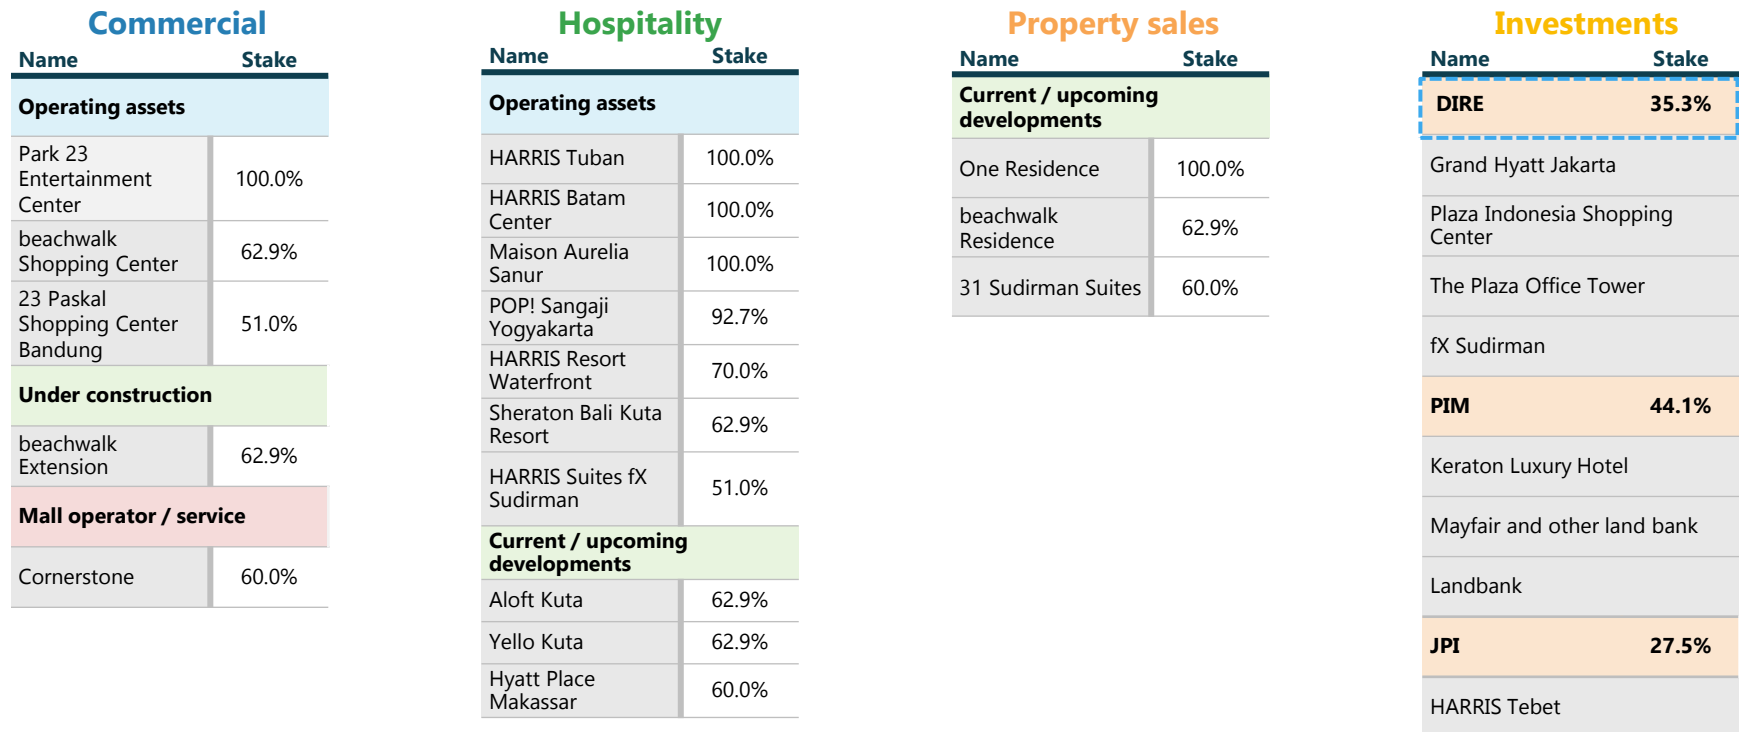 Commercial
Name Stake
Operating assets
Park 23
Entertainment
Center
100.0%
beachwalk
Shopping Center
62.9%
23 Paskal
Shopping Center
Bandung
51.0%
Under construction
beachwalk
Extension
62.9%
Mall operator / service
Cornerstone 60.0%
Hospitality
Name Stake
Operating assets
HARRIS Tuban 100.0%
HARRIS Batam
Center
100.0%
Maison Aurelia
Sanur
100.0%
POP! Sangaji
Yogyakarta
92.7%
HARRIS Resort
Waterfront
70.0%
Sheraton Bali Kuta
Resort
62.9%
HARRIS Suites fX
Sudirman
51.0%
Current / upcoming
developments
Aloft Kuta 62.9%
Yello Kuta 62.9%
Hyatt Place
Makassar
60.0%
Property sales
Name Stake
Current / upcoming
developments
One Residence 100.0%
beachwalk
Residence
62.9%
31 Sudirman Suites 60.0%
Investments
Name Stake
DIRE 35.3%
Grand Hyatt Jakarta
Plaza Indonesia Shopping
Center
The Plaza Office Tower
fX Sudirman
PIM 44.1%
Keraton Luxury Hotel
Mayfair and other land bank
Landbank
JPI 27.5%
HARRIS Tebet